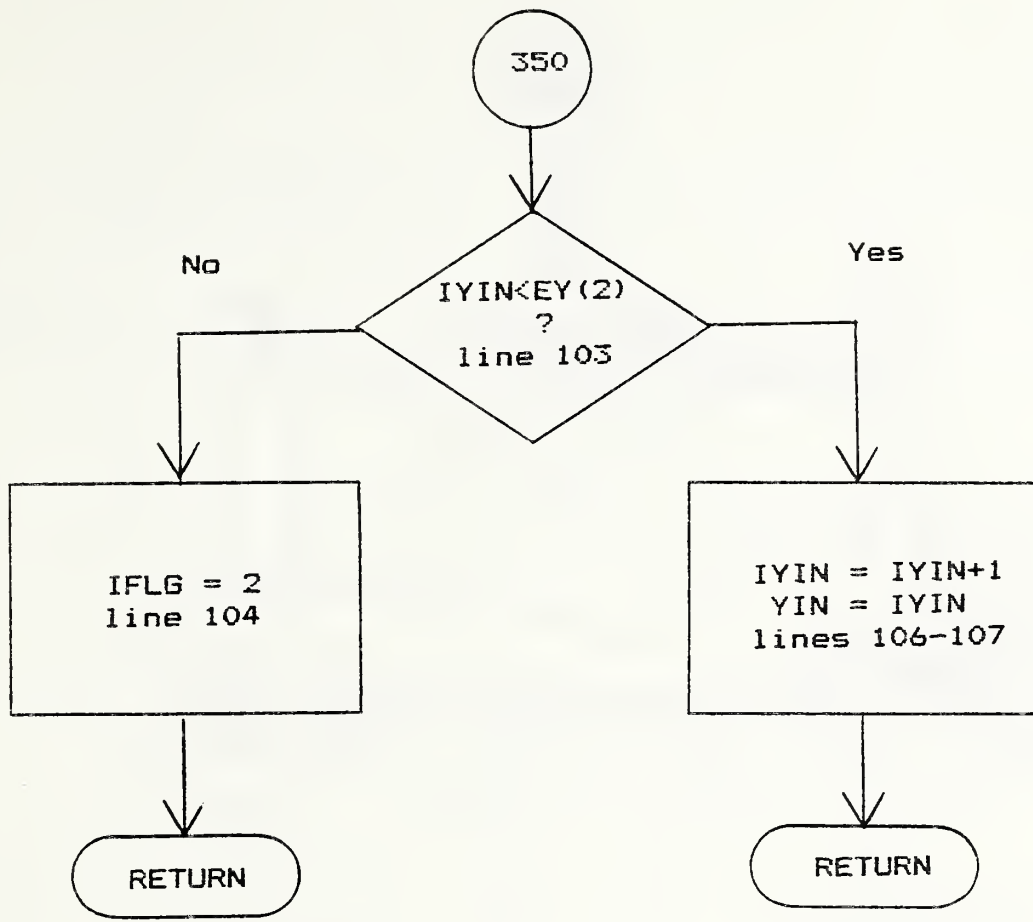 350
No
Yes
IYIN<EY(2)
?
line 103
IFLG = 2
line 104
IYIN = IYIN+1
YIN = IYIN
lines 106-107
RETURN
RETURN